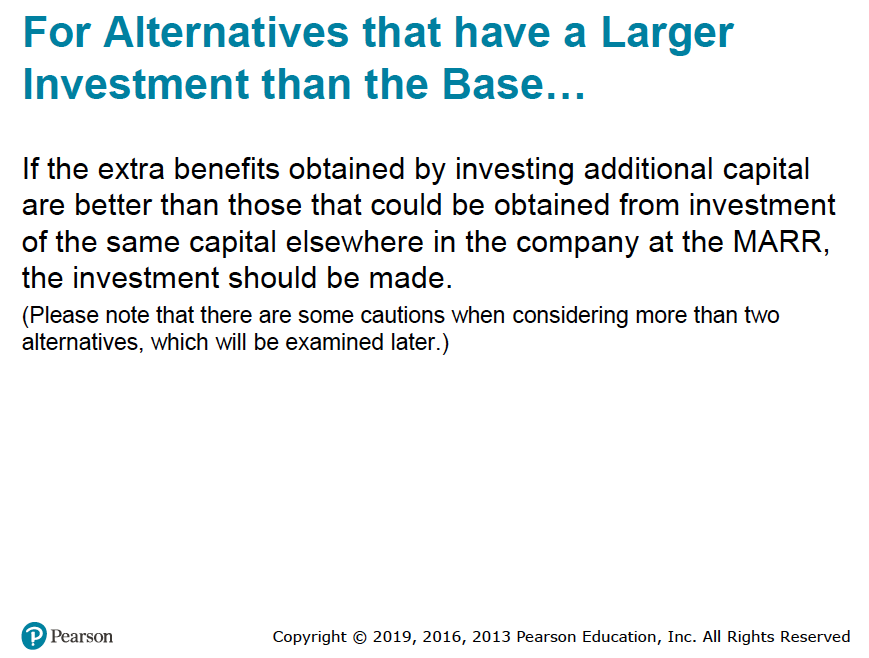 For Alternatives that have a Larger
Investment than the Base…
If the extra benefits obtained by investing additional capital
are better than those that could be obtained from investment
of the same capital elsewhere in the company at the MARR,
the investment should be made.
(Please note that there are some cautions when considering more than two
alternatives, which will be examined later.)
Pearson
Copyright © 2019, 2016, 2013 Pearson Education, Inc. All Rights Reserved